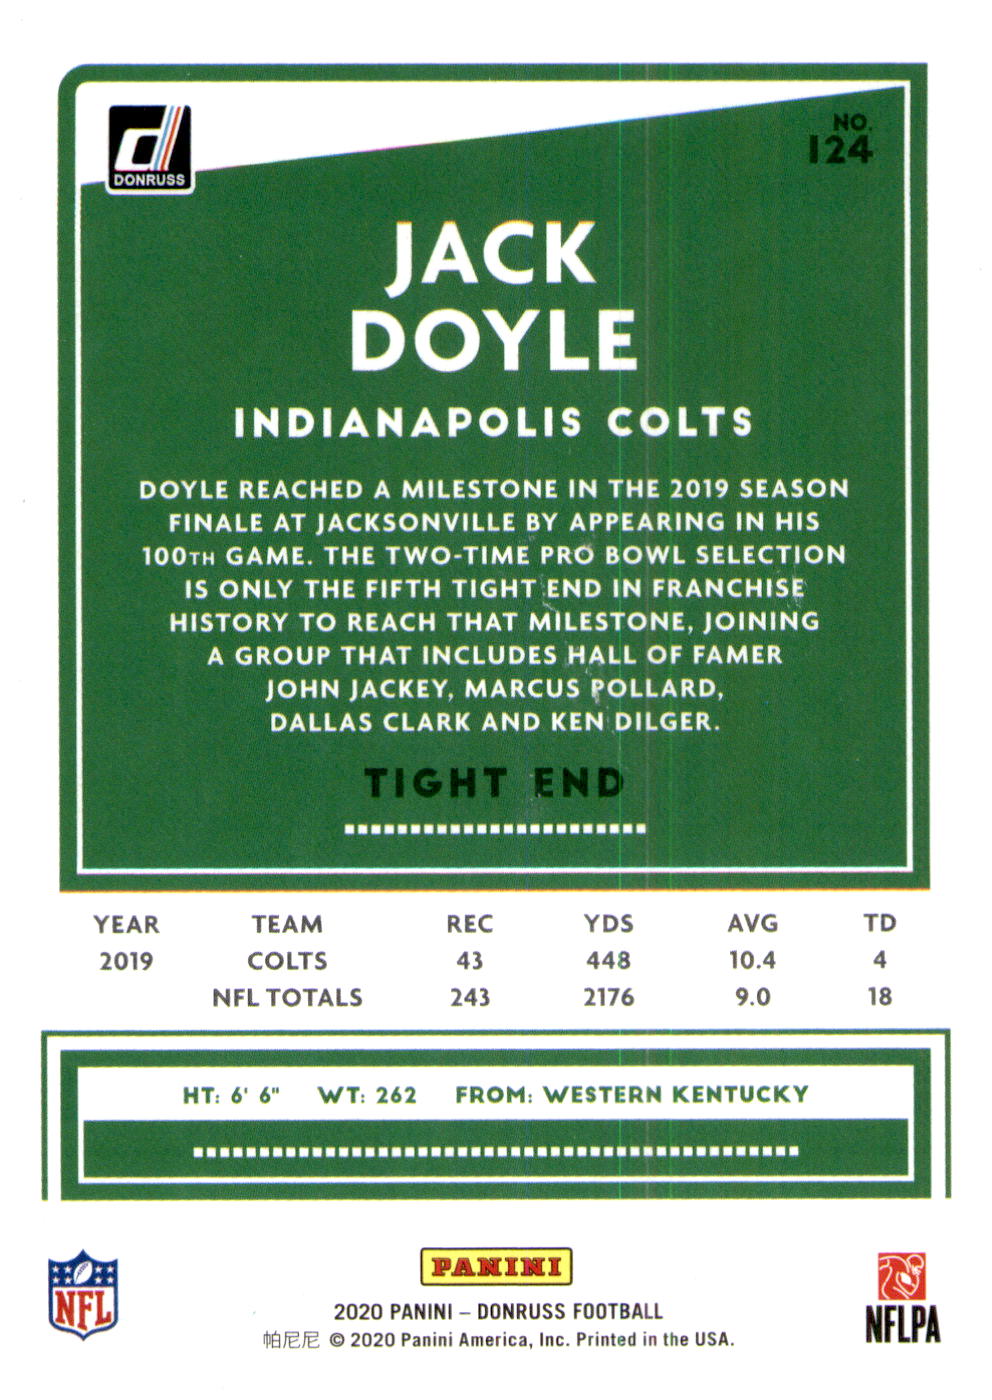 DONRUSS
NO.
124
JACK
DOYLE
INDIANAPOLIS COLTS
DOYLE REACHED A MILESTONE IN THE 2019 SEASON
FINALE AT JACKSONVILLE BY APPEARING IN HIS
100TH GAME. THE TWO-TIME PRO BOWL SELECTION
IS ONLY THE FIFTH TIGHT END IN FRANCHISE
HISTORY TO REACH THAT MILESTONE, JOINING
A GROUP THAT INCLUDES HALL OF FAMER
JOHN JACKEY, MARCUS POLLARD,
DALLAS CLARK AND KEN DILGER.
TIGHT END
YEAR TEAM REC YDS AVG TD
2019 COLTS 43 448 10.4 4
NFL TOTALS 243 2176 9.0 18
HT: 6' 6" WT: 262 FROM: WESTERN KENTUCKY
NFL
PANINI
2020 PANINI – DONRUSS FOOTBALL
帕尼尼 © 2020 Panini America, Inc. Printed in the USA.
NFLPA